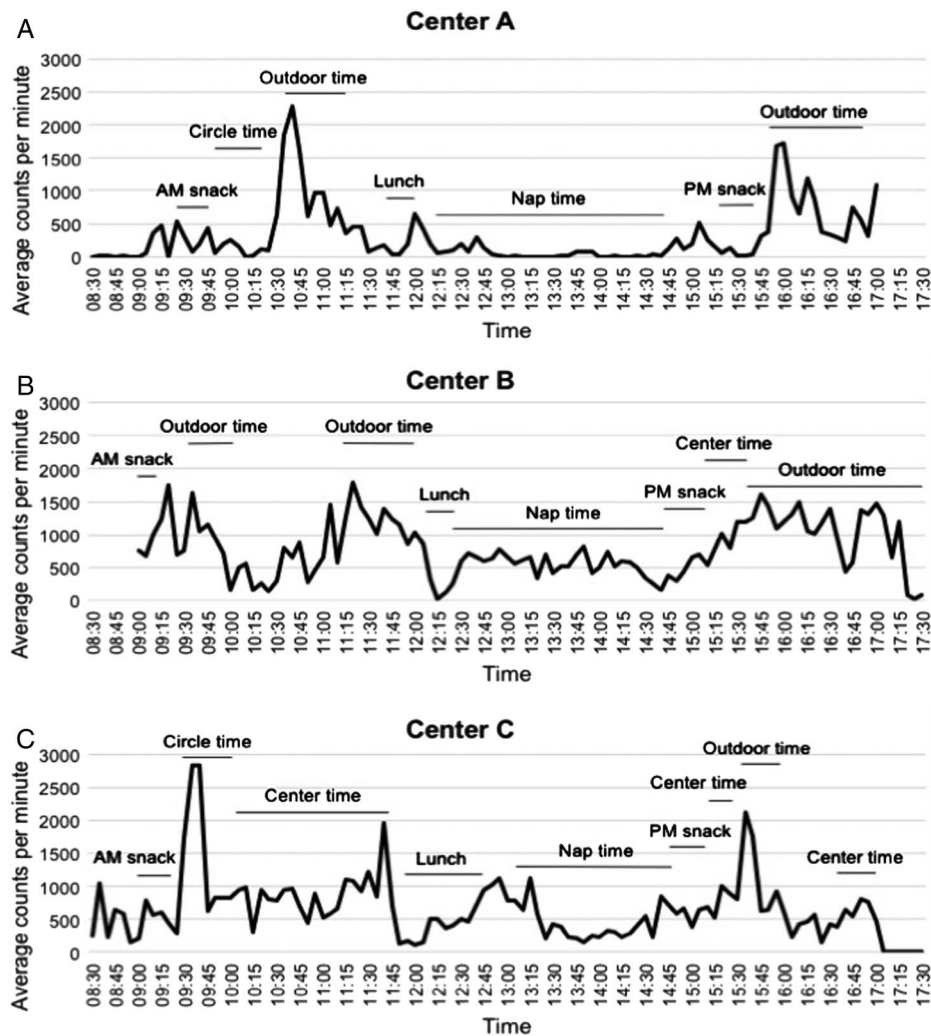 A
Center A
Average counts per minute
3000
2500
2000
1500
1000
500
0
Outdoor time
Circle time
AM snack
Lunch
Nap time
PM snack
Outdoor time
08:30 08:45 09:00 09:15 09:30 09:45 10:00 10:15 10:30 10:45 11:00 11:15 11:30 11:45 12:00 12:15 12:30 12:45 13:00 13:15 13:30 13:45 14:00 14:15 14:30 14:45 15:00 15:15 15:30 15:45 16:00 16:15 16:30 16:45 17:00 17:15 17:30
Time
B
Center B
Average counts per minute
3000
2500
2000
1500
1000
500
0
AM snack
Outdoor time
Outdoor time
Lunch
Nap time
PM snack
Center time
Outdoor time
08:30 08:45 09:00 09:15 09:30 09:45 10:00 10:15 10:30 10:45 11:00 11:15 11:30 11:45 12:00 12:15 12:30 12:45 13:00 13:15 13:30 13:45 14:00 14:15 14:30 14:45 15:00 15:15 15:30 15:45 16:00 16:15 16:30 16:45 17:00 17:15 17:30
Time
C
Center C
Average counts per minute
3000
2500
2000
1500
1000
500
0
AM snack
Circle time
Center time
Lunch
Nap time
PM snack
Center time
Outdoor time
Center time
08:30 08:45 09:00 09:15 09:30 09:45 10:00 10:15 10:30 10:45 11:00 11:15 11:30 11:45 12:00 12:15 12:30 12:45 13:00 13:15 13:30 13:45 14:00 14:15 14:30 14:45 15:00 15:15 15:30 15:45 16:00 16:15 16:30 16:45 17:00 17:15 17:30
Time